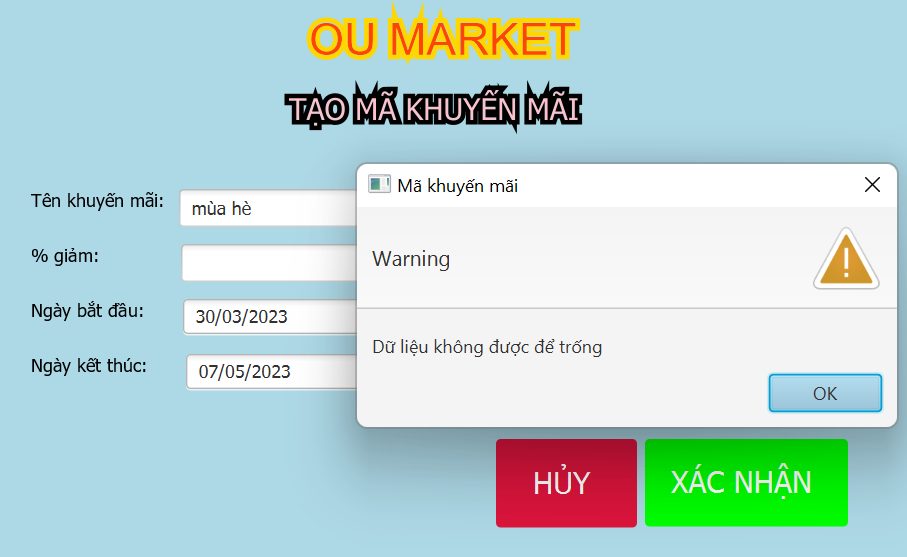 OU MARKET
TẠO MÃ KHUYẾN MÃI
Tên khuyến mãi:
mùa hè
% giảm:
Ngày bắt đầu:
30/03/2023
Ngày kết thúc:
07/05/2023
Mã khuyến mãi
Warning
Dữ liệu không được để trống
OK
HỦY
XÁC NHẬN